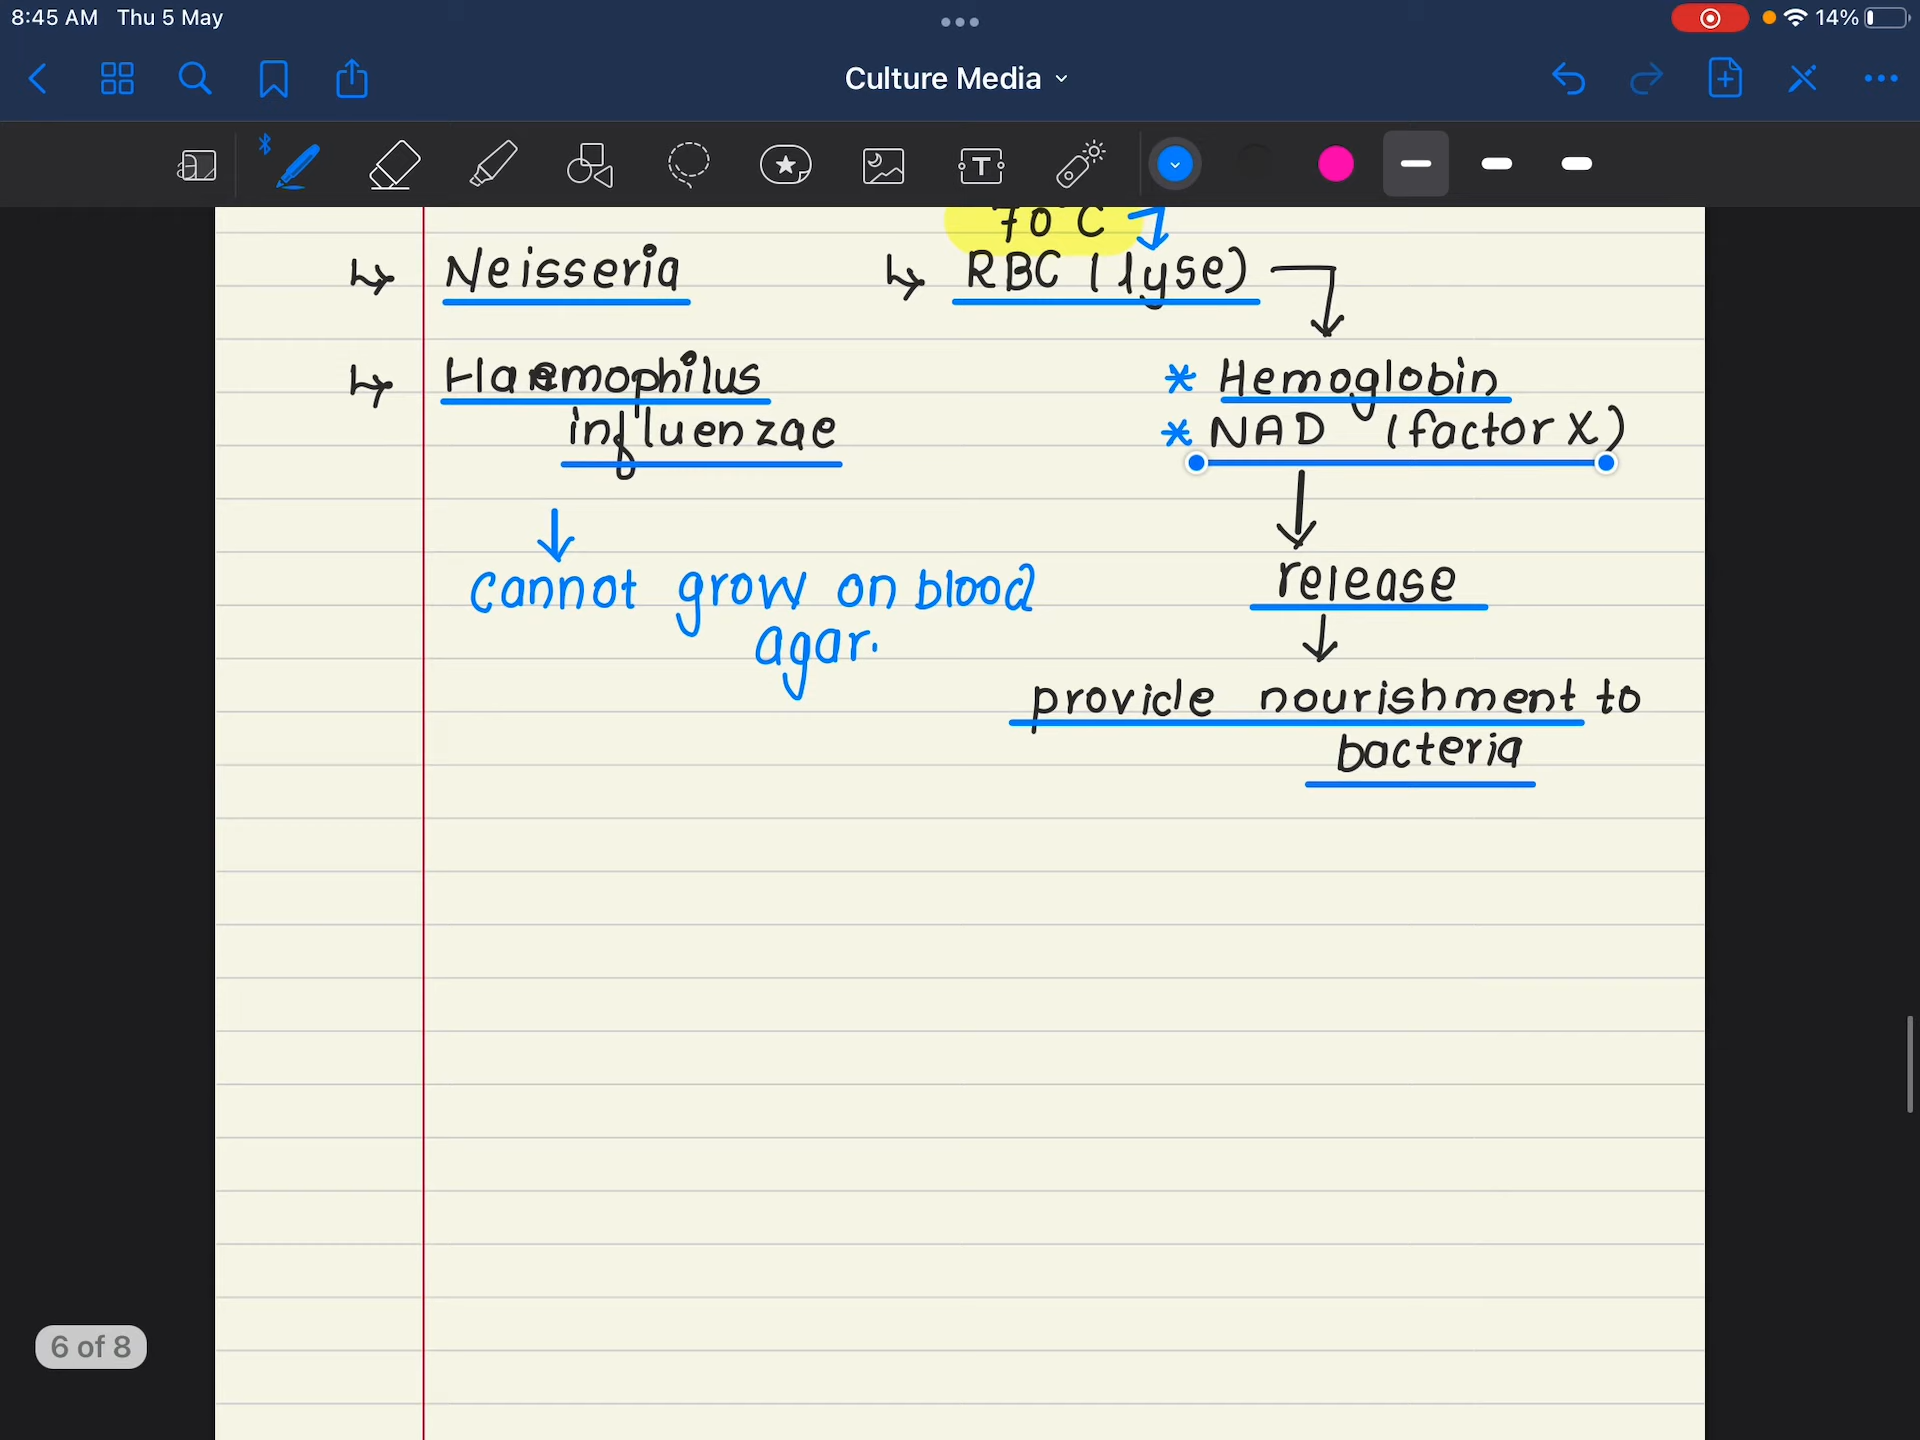 8:45 AM Thu 5 May
14%
Culture Media
70°C
↳ Neisseria
↳ RBC (lyse)
↳ Haemophilus
influenzae
* Hemoglobin
* NAD (factor X)
↓
cannot grow on blood
agar.
↓
release
↓
provide nourishment to
bacteria
6 of 8